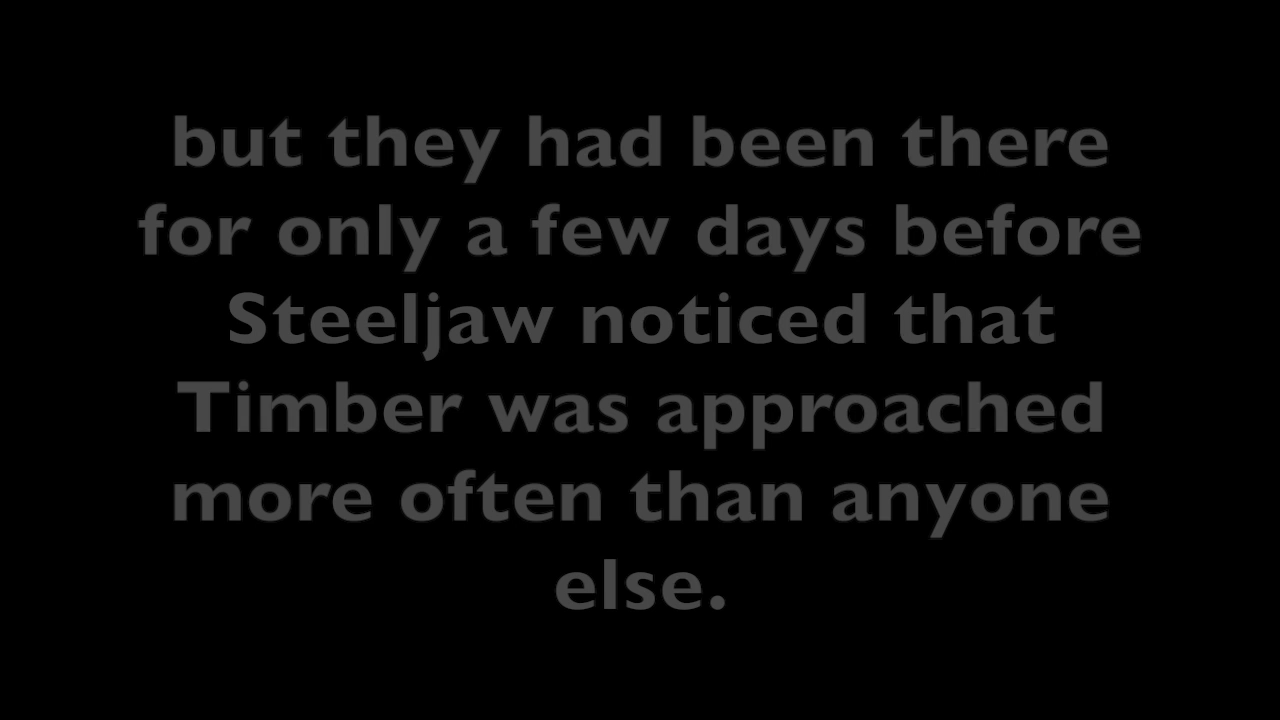 but they had been there
for only a few days before
Steeljaw noticed that
Timber was approached
more often than anyone
else.